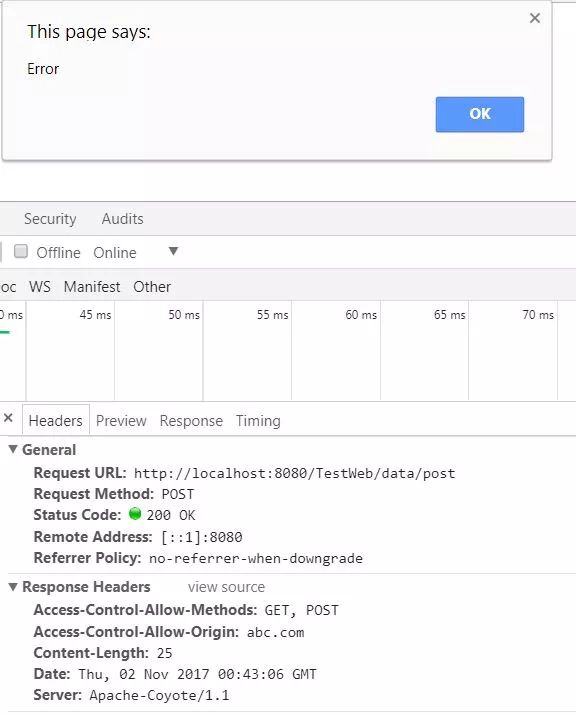 This page says:
Error
OK
Security Audits
Offline Online
oc WS Manifest Other
0 ms 45 ms 50 ms 55 ms 60 ms 65 ms 70 ms
Headers Preview Response Timing
General
Request URL: http://localhost:8080/TestWeb/data/post
Request Method: POST
Status Code: 200 OK
Remote Address: [::1]:8080
Referrer Policy: no-referrer-when-downgrade
Response Headers view source
Access-Control-Allow-Methods: GET, POST
Access-Control-Allow-Origin: abc.com
Content-Length: 25
Date: Thu, 02 Nov 2017 00:43:06 GMT
Server: Apache-Coyote/1.1